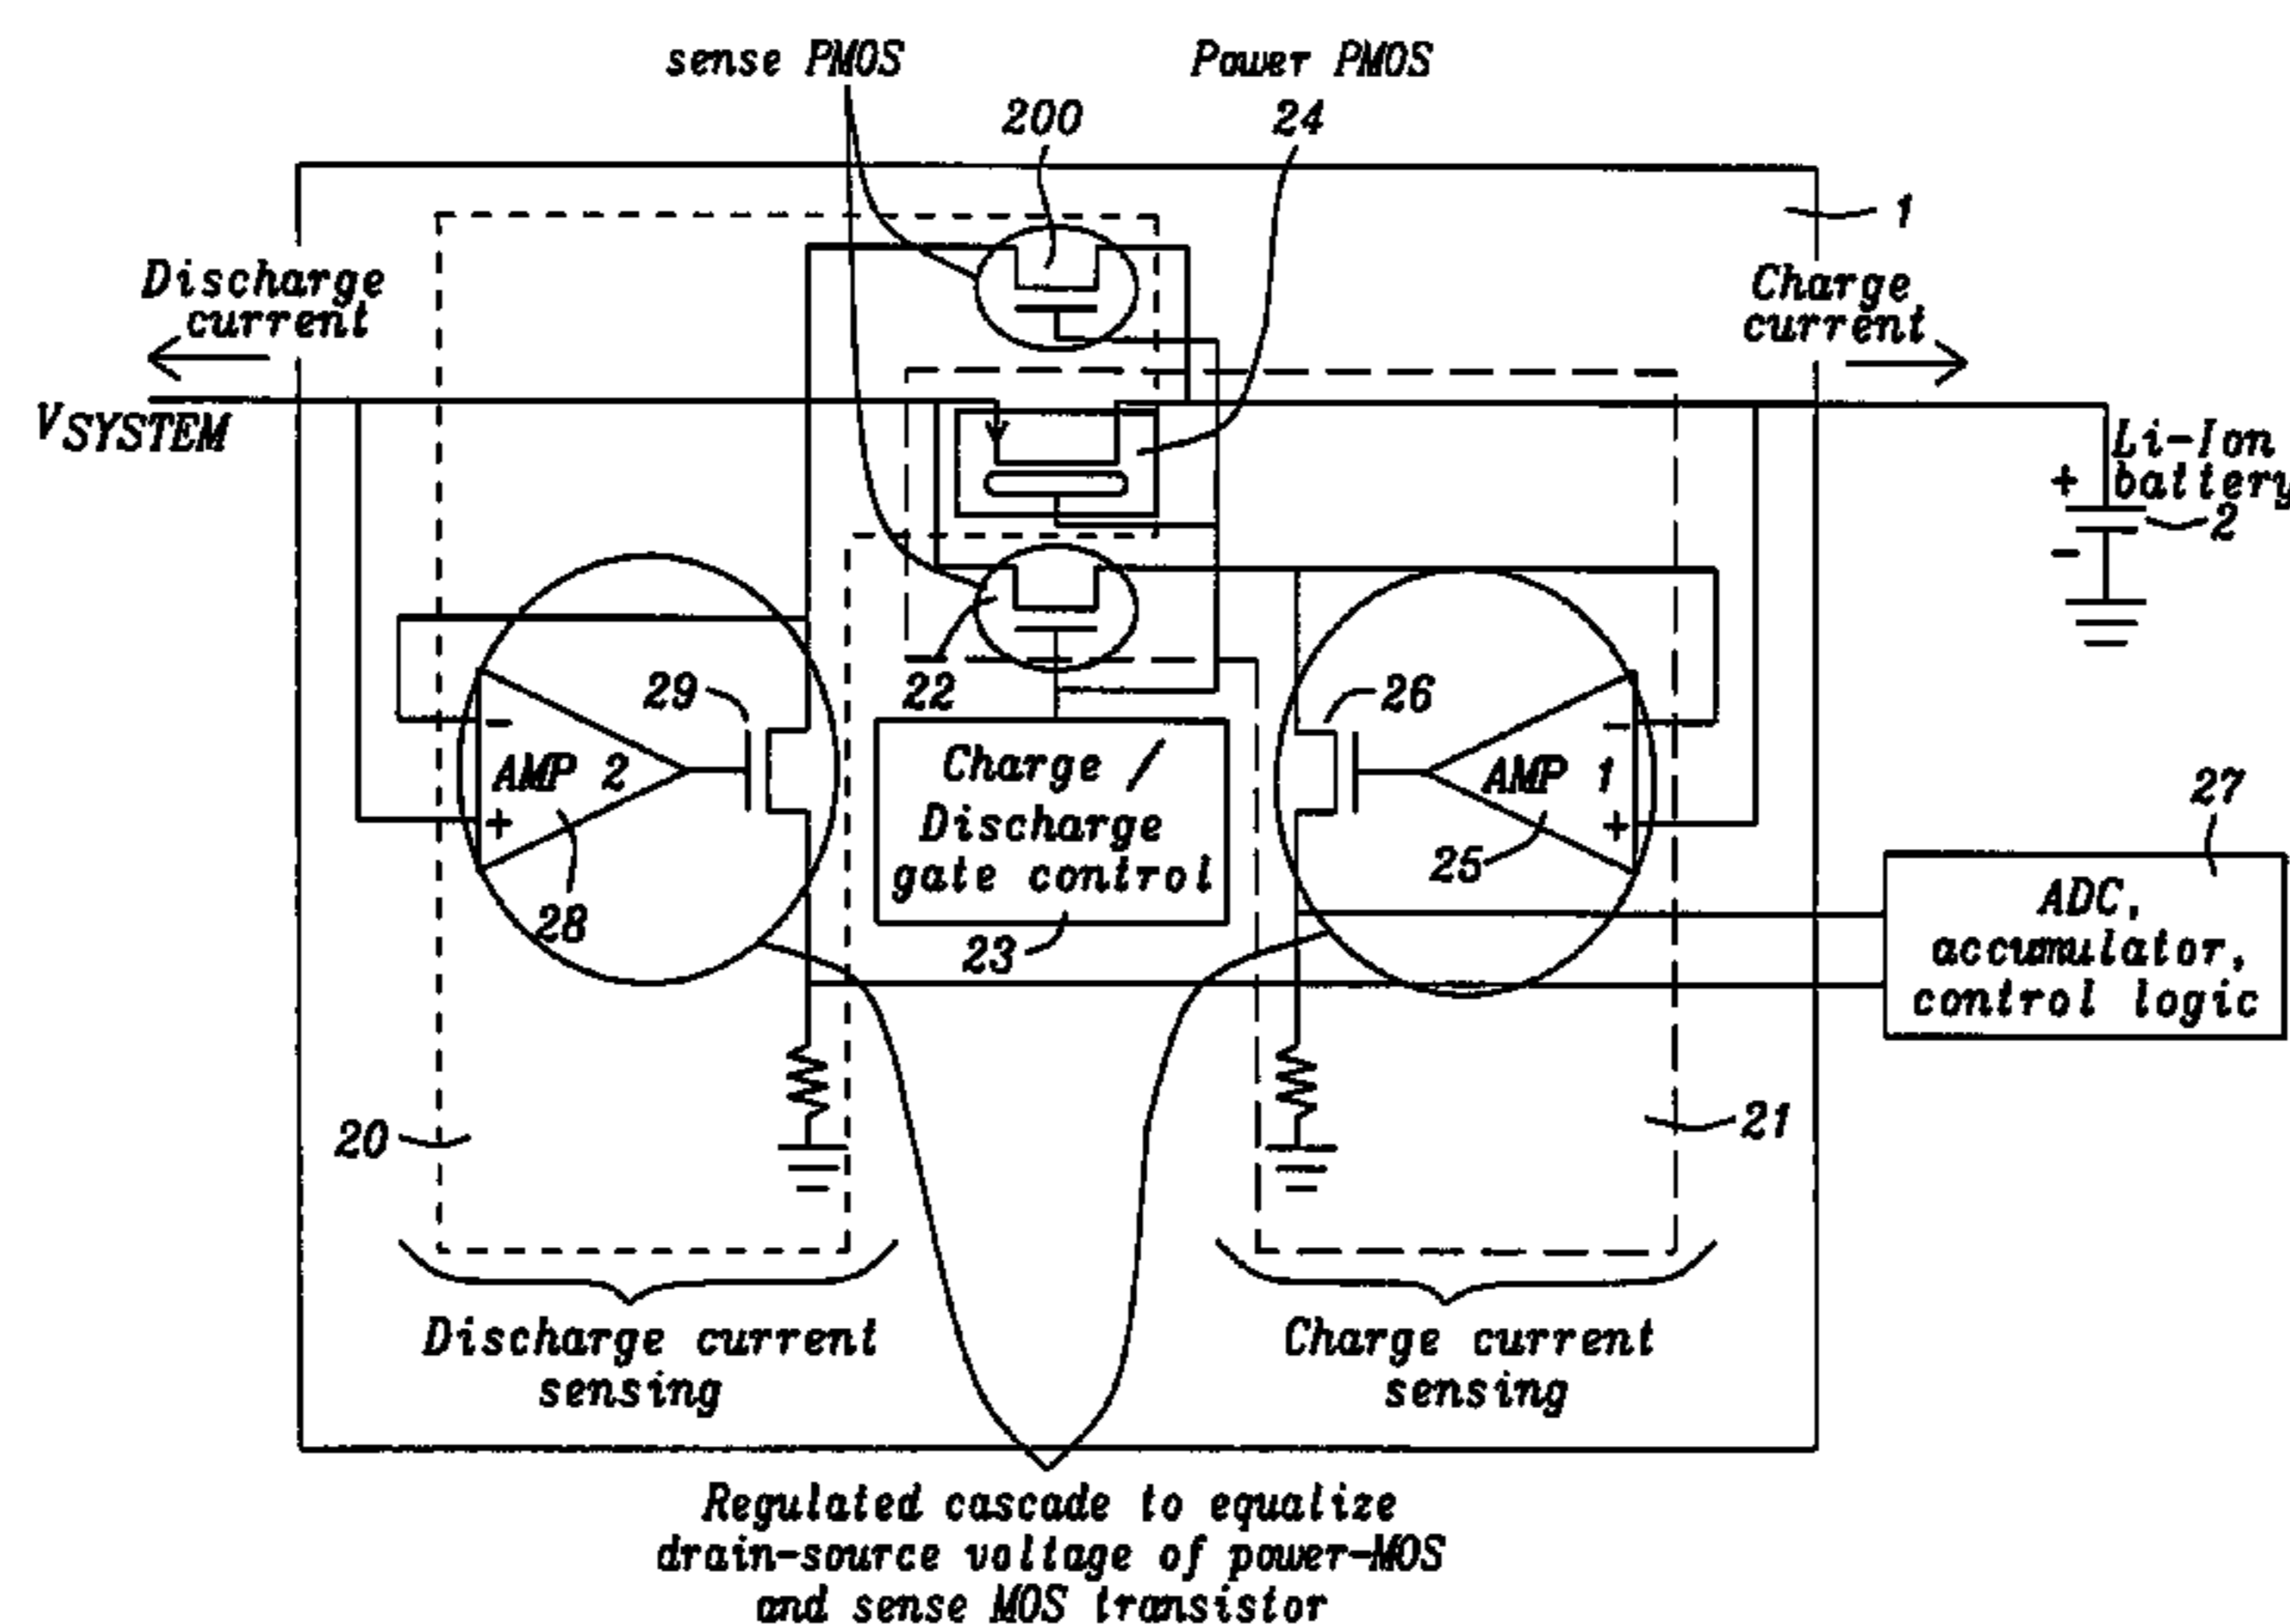 sense PMOS
Power PMOS
200
24
1
Discharge
current
Charge
current
VSYSTEM
Li-Ion
battery
+
2
-
22
29
26
-
AMP 2
+
28
Charge /
Discharge
gate control
23
-
AMP 1
+
25
27
ADC,
accumulator,
control logic
20
21
Discharge current
sensing
Charge current
sensing
Regulated cascade to equalize
drain-source voltage of power-MOS
and sense MOS transistor